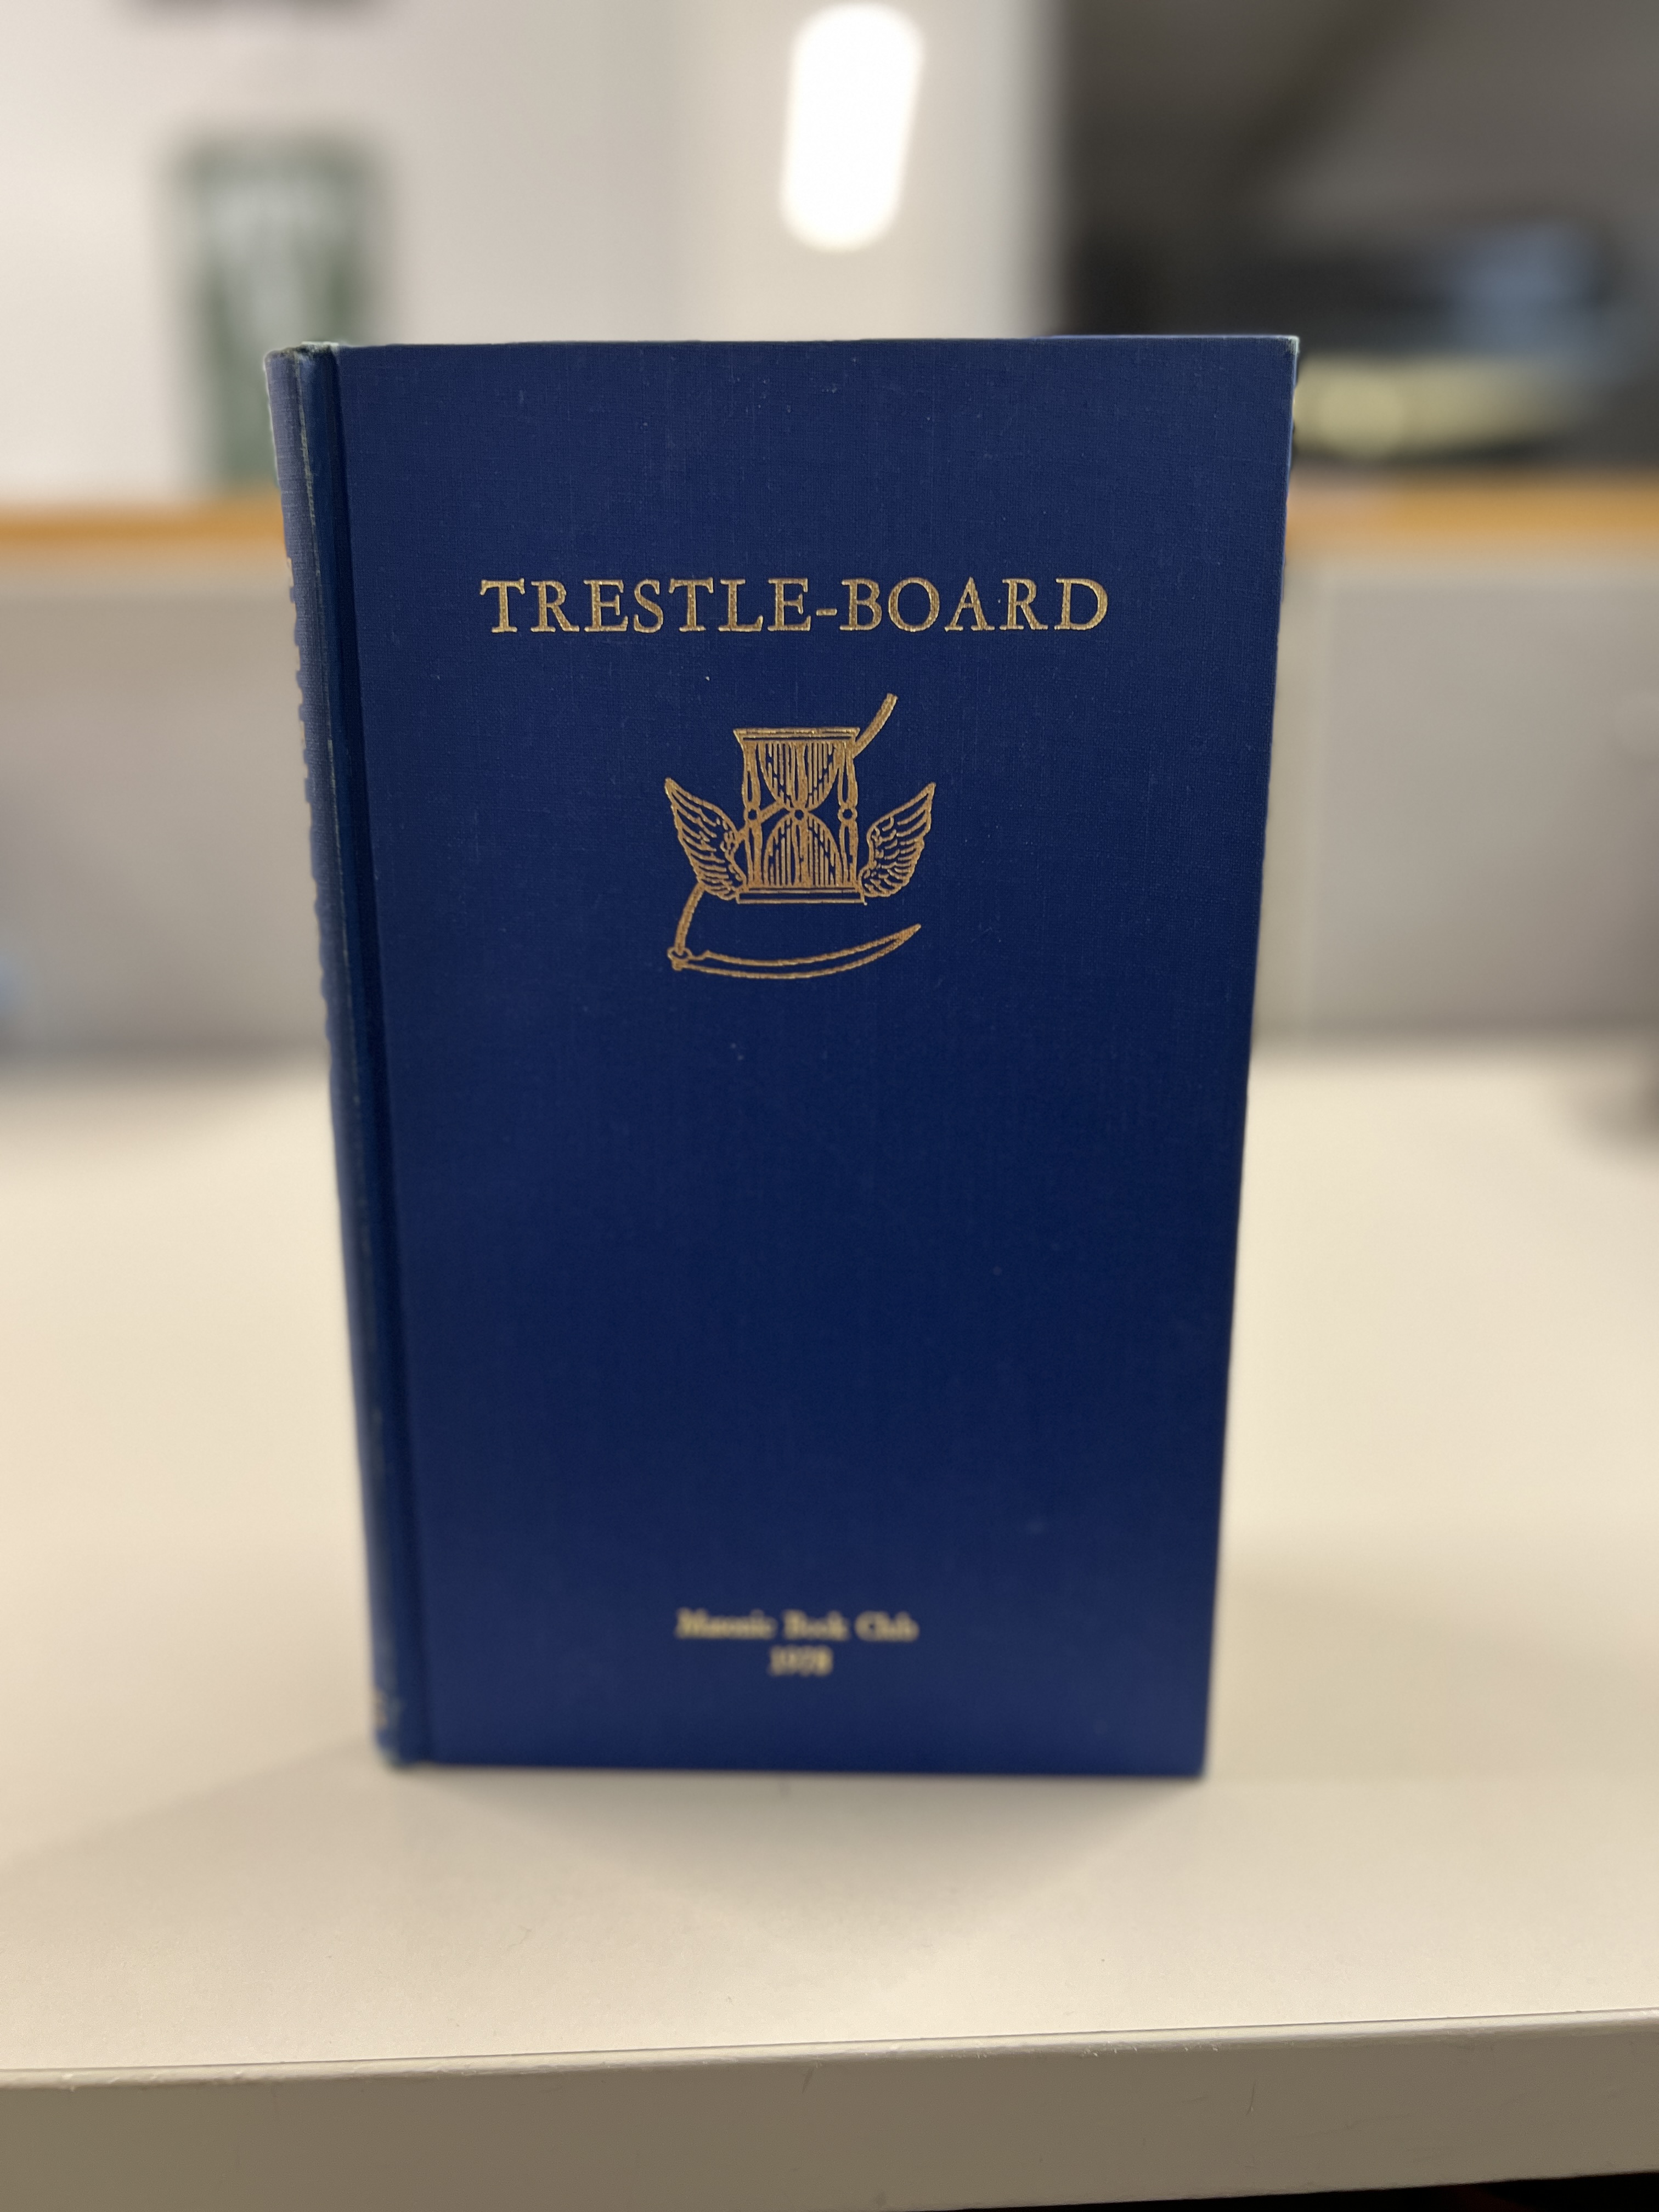 TRESTLE-BOARD
Masonic Book Club
1978